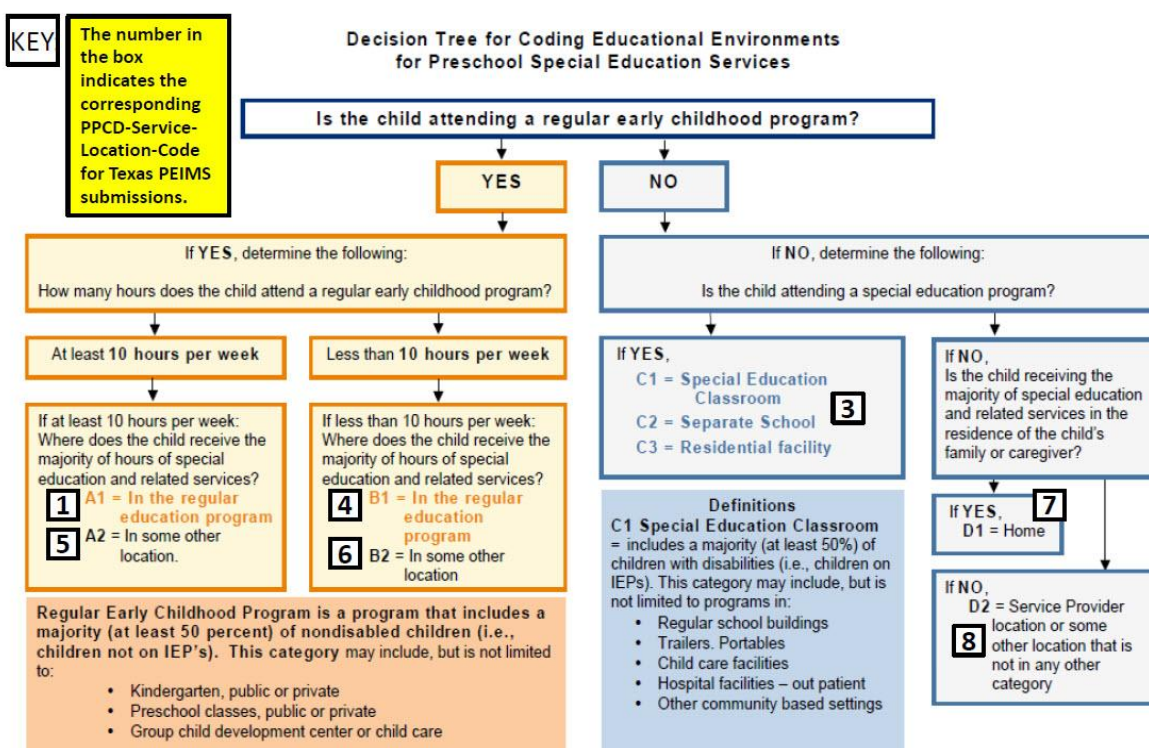 KEY
The number in
the box
indicates the
corresponding
PPCD-Service-
Location-Code
for Texas PEIMS
submissions.
Decision Tree for Coding Educational Environments
for Preschool Special Education Services
Is the child attending a regular early childhood program?
YES
NO
If YES, determine the following:
How many hours does the child attend a regular early childhood program?
If NO, determine the following:
Is the child attending a special education program?
At least 10 hours per week
Less than 10 hours per week
If at least 10 hours per week:
Where does the child receive the
majority of hours of special
education and related services?
1 A1 = In the regular
education program
5 A2 = In some other
location.
If less than 10 hours per week:
Where does the child receive the
majority of hours of special
education and related services?
4 B1 = In the regular
education
program
6 B2 = In some other
location
If YES,
C1 = Special Education
Classroom
3
C2 = Separate School
C3 = Residential facility
If NO,
Is the child receiving the
majority of special education
and related services in the
residence of the child's
family or caregiver?
If YES,
7
D1 = Home
If NO,
D2 = Service Provider
location or some
8 other location that is
not in any other
category
Regular Early Childhood Program is a program that includes a
majority (at least 50 percent) of nondisabled children (i.e.,
children not on IEP's). This category may include, but is not limited
to:
• Kindergarten, public or private
• Preschool classes, public or private
• Group child development center or child care
Definitions
C1 Special Education Classroom
= includes a majority (at least 50%) of
children with disabilities (i.e., children on
IEPs). This category may include, but is
not limited to programs in:
• Regular school buildings
• Trailers. Portables
• Child care facilities
• Hospital facilities – out patient
• Other community based settings